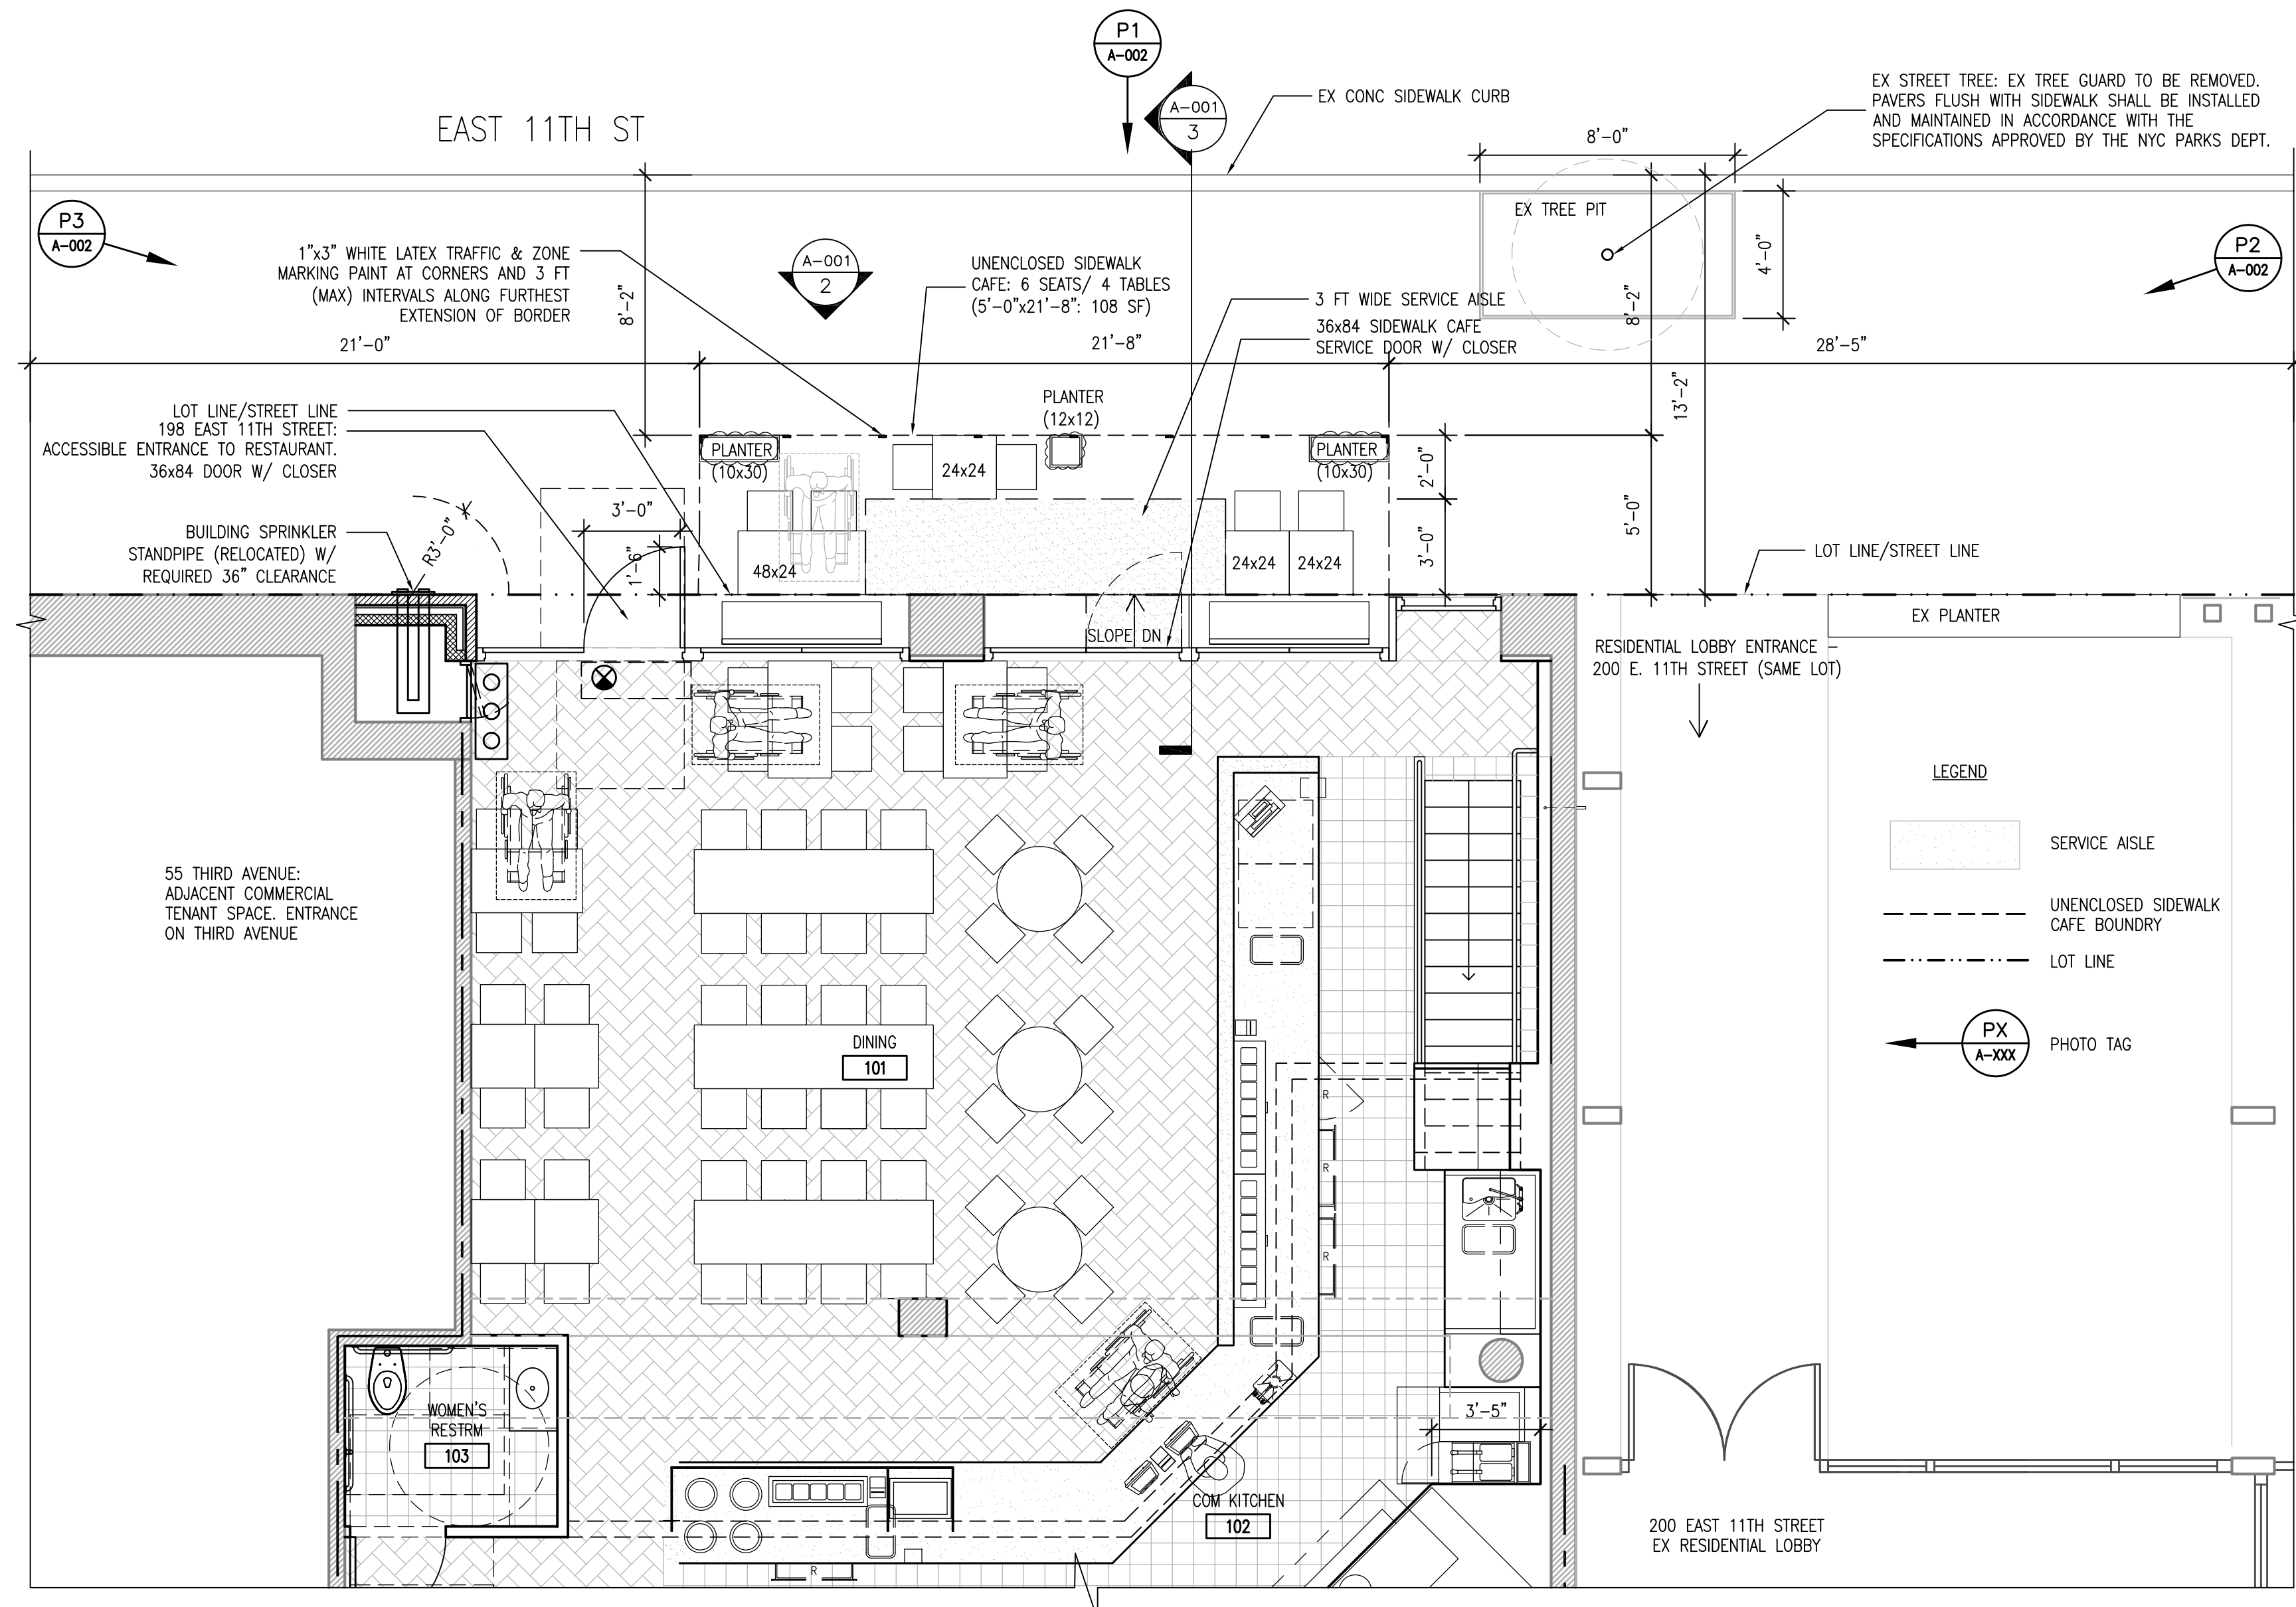 P1
A-002
A-001
3
EX CONC SIDEWALK CURB
EX STREET TREE: EX TREE GUARD TO BE REMOVED.
PAVERS FLUSH WITH SIDEWALK SHALL BE INSTALLED
AND MAINTAINED IN ACCORDANCE WITH THE
SPECIFICATIONS APPROVED BY THE NYC PARKS DEPT.
EAST 11TH ST
8'-0"
EX TREE PIT
4'-0"
P3
A-002
P2
A-002
1"x3" WHITE LATEX TRAFFIC & ZONE
MARKING PAINT AT CORNERS AND 3 FT
(MAX) INTERVALS ALONG FURTHEST
EXTENSION OF BORDER
8'-2"
A-001
2
UNENCLOSED SIDEWALK
CAFE: 6 SEATS/ 4 TABLES
(5'-0"x21'-8": 108 SF)
3 FT WIDE SERVICE AISLE
36x84 SIDEWALK CAFE
SERVICE DOOR W/ CLOSER
8'-2"
21'-0"
21'-8"
28'-5"
13'-2"
LOT LINE/STREET LINE
198 EAST 11TH STREET:
ACCESSIBLE ENTRANCE TO RESTAURANT.
36x84 DOOR W/ CLOSER
PLANTER
(12x12)
PLANTER
(10x30)
24x24
PLANTER
(10x30)
2'-0"
5'-0"
3'-0"
R3'-0"
3'-0"
1'-6"
BUILDING SPRINKLER
STANDPIPE (RELOCATED) W/
REQUIRED 36" CLEARANCE
48x24
24x24
24x24
LOT LINE/STREET LINE
SLOPE DN
EX PLANTER
RESIDENTIAL LOBBY ENTRANCE –
200 E. 11TH STREET (SAME LOT)
LEGEND
SERVICE AISLE
UNENCLOSED SIDEWALK
CAFE BOUNDRY
LOT LINE
PX
A-XXX
PHOTO TAG
55 THIRD AVENUE:
ADJACENT COMMERCIAL
TENANT SPACE. ENTRANCE
ON THIRD AVENUE
DINING
101
R
R
R
WOMEN'S
RESTRM
103
3'-5"
COM KITCHEN
102
R
200 EAST 11TH STREET
EX RESIDENTIAL LOBBY